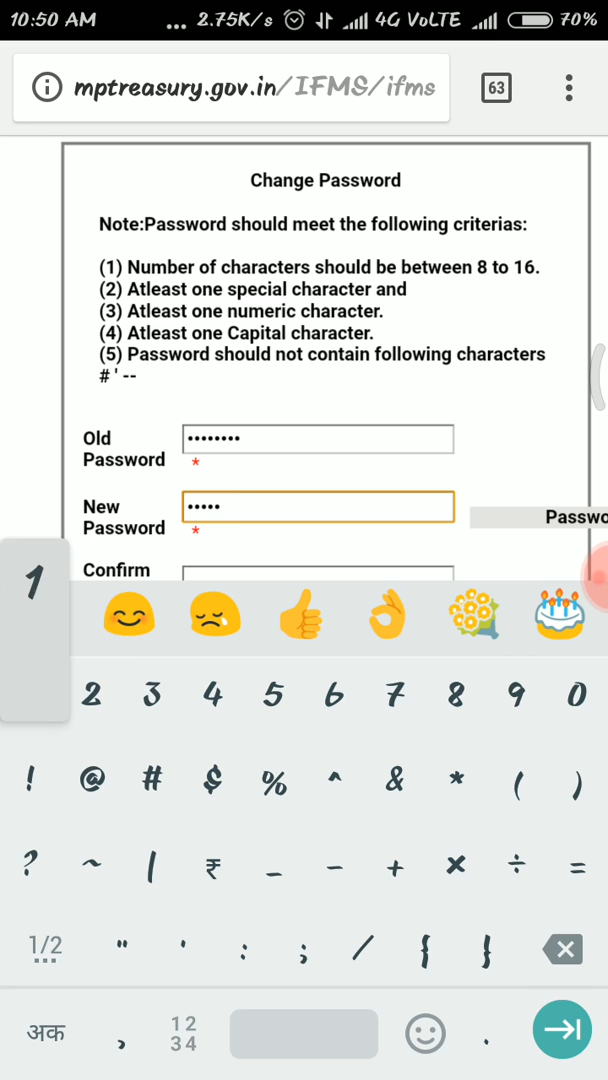 10:50 AM ... 2.75K/s 4G VoLTE 70%
mptreasury.gov.in/IFMS/ifms 63
Change Password
Note:Password should meet the following criterias:
(1) Number of characters should be between 8 to 16.
(2) Atleast one special character and
(3) Atleast one numeric character.
(4) Atleast one Capital character.
(5) Password should not contain following characters
# ' --
Old
Password
*
New
Password
*
Passwo
Confirm
1 2 3 4 5 6 7 8 9 0
! @ # $ % ^ & * ( )
? ~ | ₹ _ - + × ÷ =
1/2 " ' : ; / { }
अक , 1234 .